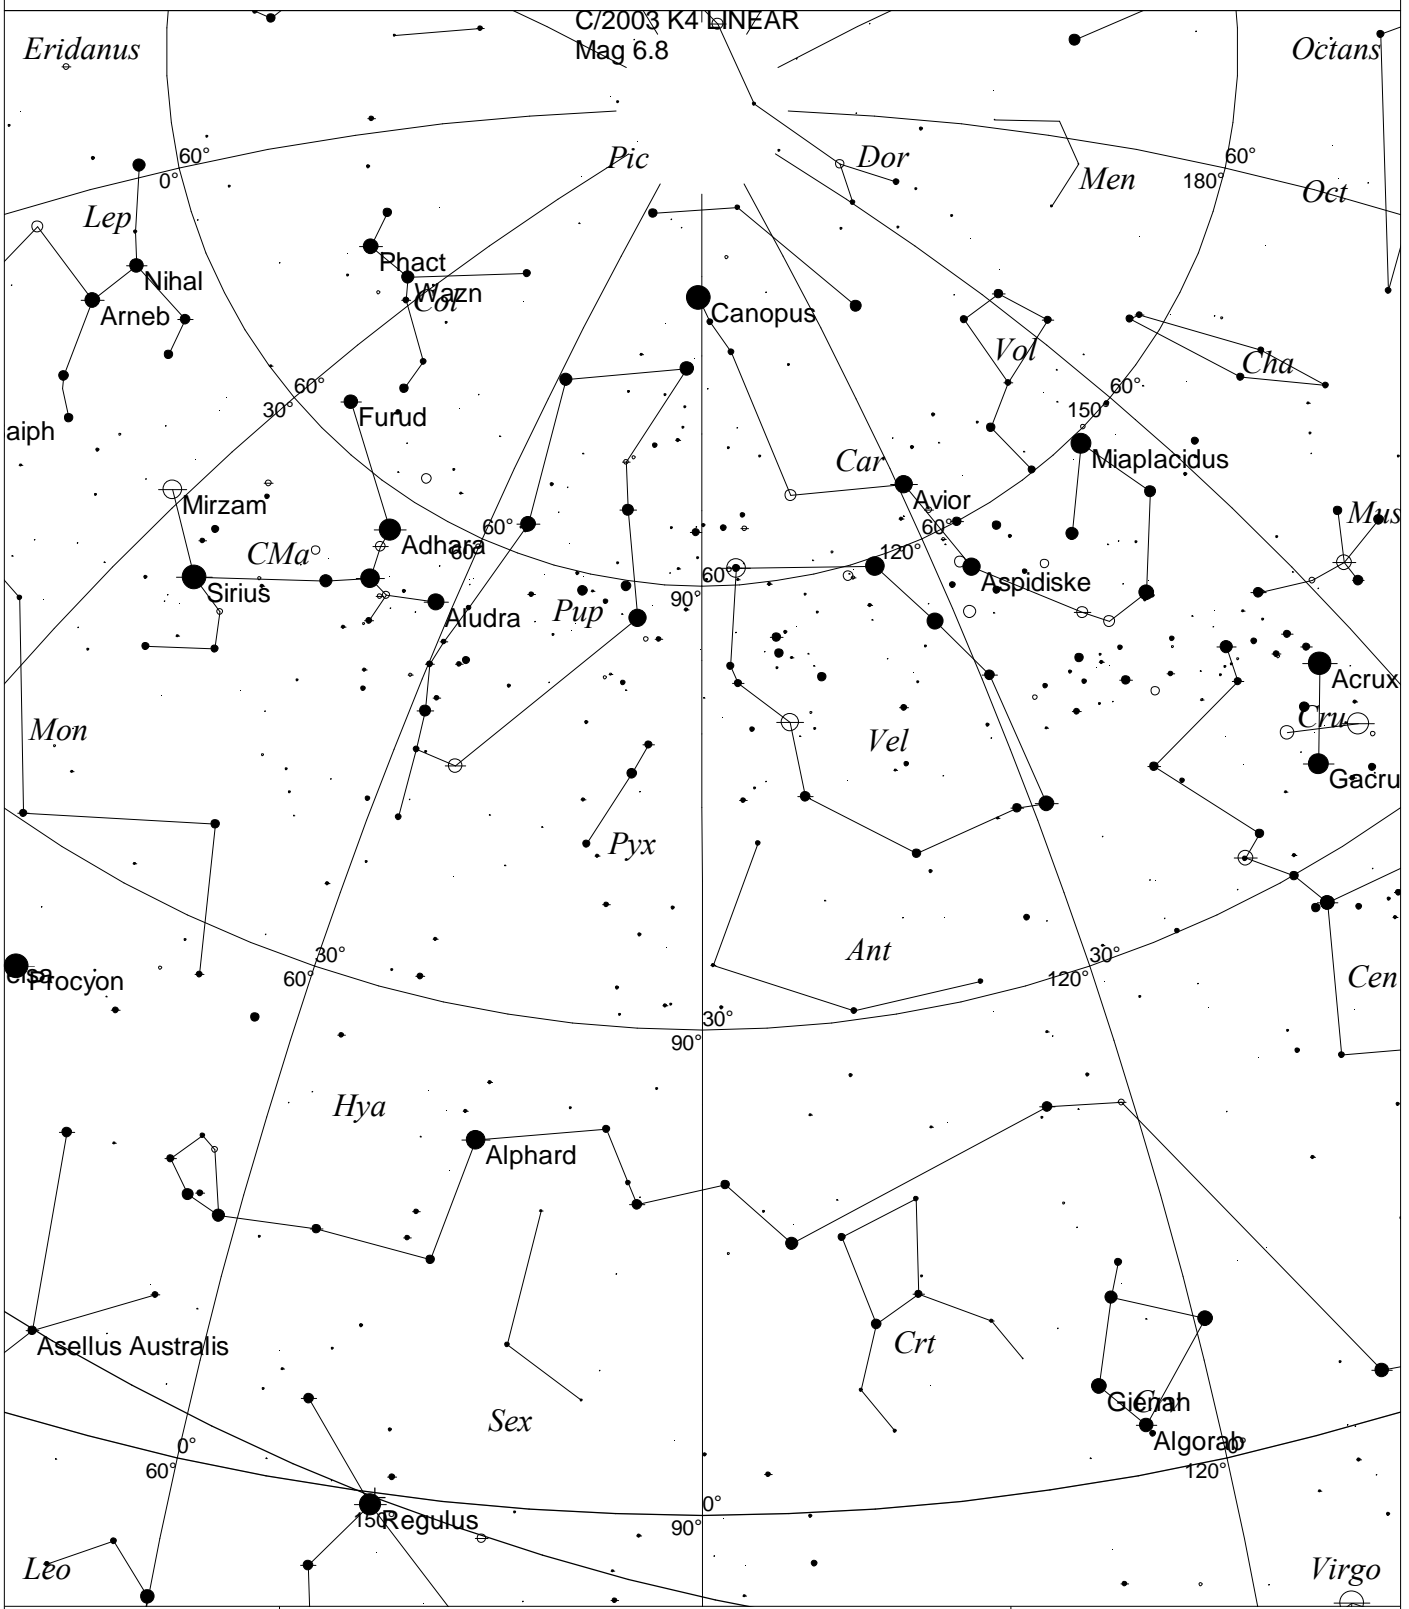 C/2003 K4 LINEAR
Mag 6.8
Eridanus
Octans
60°
0°
Pic
Dor
Men
60°
180°
Oct
Lep
Phact
Nihal
Wazn
Col
Arneb
Canopus
Vol
Cha
60°
30°
60°
150°
Furud
aiph
Car
Miaplacidus
Mirzam
Avior
Mus
60°
60°
Adhara
CMa
60°
120°
Sirius
60°
90°
Aspidiske
Aludra
Pup
Acrux
Mon
Cru
Vel
Gacru
Pyx
Ant
30°
60°
30°
120°
elsa
Procyon
Cen
30°
90°
Hya
Alphard
Asellus Australis
Crt
Gienah
Crv
Sex
Algorab
0°
60°
0°
120°
0°
90°
150°
Regulus
Leo
Virgo